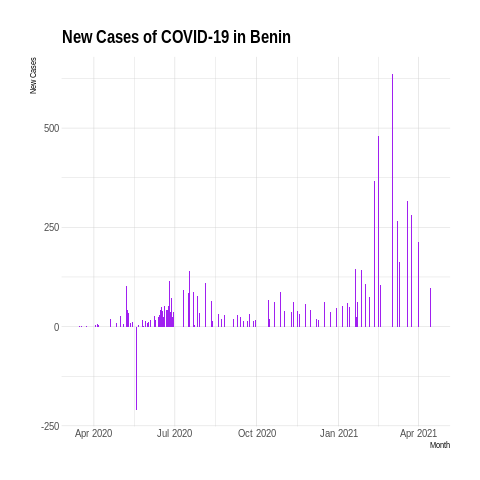 New Cases of COVID-19 in Benin
New Cases
500
250
0
-250
Apr 2020 Jul 2020 Oct 2020 Jan 2021 Apr 2021
Month